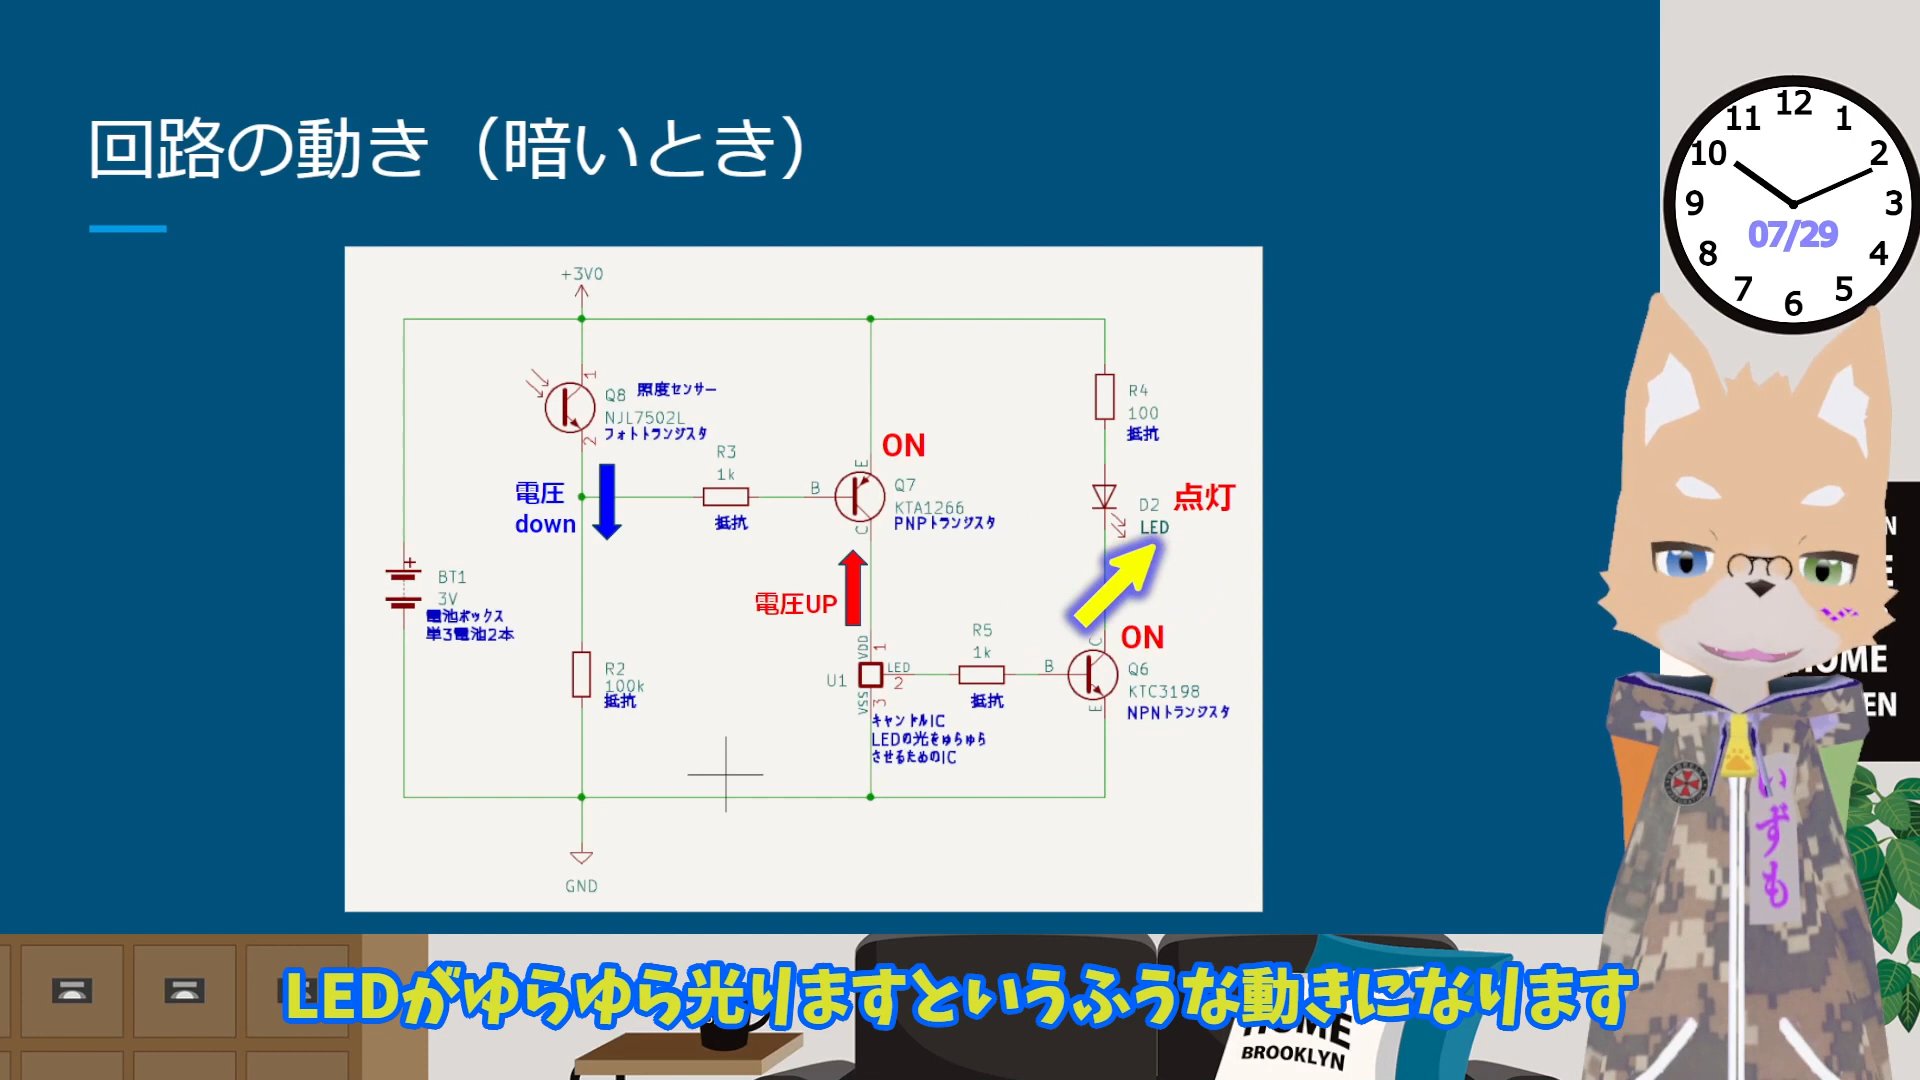 回路の動き（暗いとき）
+3V0
1
Q8 照度センサー
NJL7502L
フォトトランジスタ
2
電圧
down
R3
1k
抵抗
ON
E
B
Q7
KTA1266
PNPトランジスタ
C
R4
100
抵抗
D2
LED
点灯
+
BT1
3V
電池ボックス
単3電池2本
R2
100k
抵抗
電圧UP
VDD
1
U1
LED
2
VSS
3
キャンドルIC
LEDの光をゆらゆら
させるためのIC
R5
1k
抵抗
ON
C
B
Q6
KTC3198
NPNトランジスタ
E
GND
12
1
2
3
4
5
6
7
8
9
10
11
07/29
N
E
HOME
EN
いずも
LEDがゆらゆら光りますというふうな動きになります
HOME
BROOKLYN